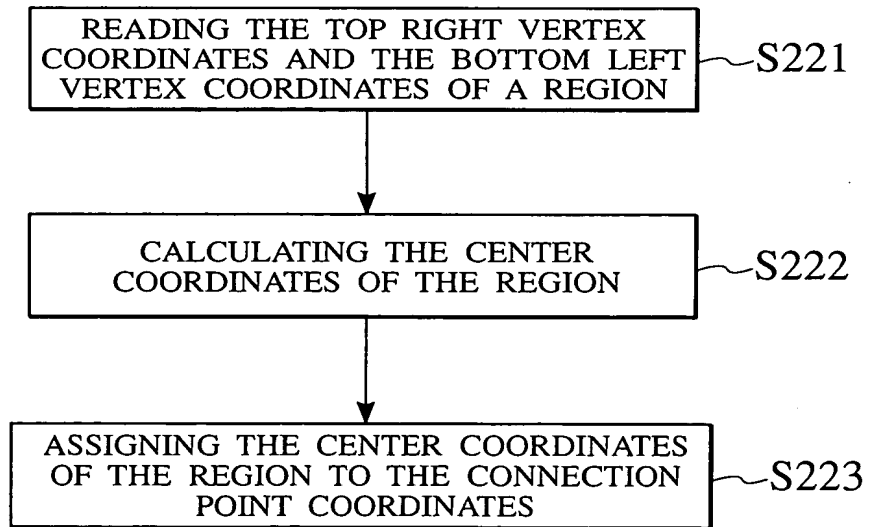 READING THE TOP RIGHT VERTEX
COORDINATES AND THE BOTTOM LEFT
VERTEX COORDINATES OF A REGION
S221
CALCULATING THE CENTER
COORDINATES OF THE REGION
S222
ASSIGNING THE CENTER COORDINATES
OF THE REGION TO THE CONNECTION
POINT COORDINATES
S223